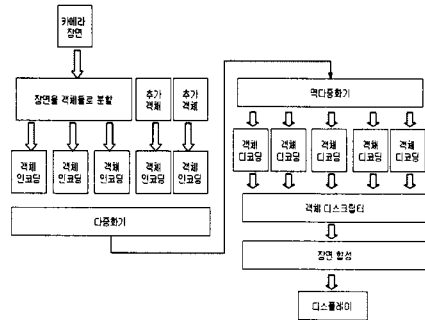 카메라
장면
장면을 객체들로 분할
추가
객체
추가
객체
객체
인코딩
객체
인코딩
객체
인코딩
객체
인코딩
객체
인코딩
다중화기
역다중화기
객체
디코딩
객체
디코딩
객체
디코딩
객체
디코딩
객체
디코딩
객체 디스크립터
장면 합성
디스플레이